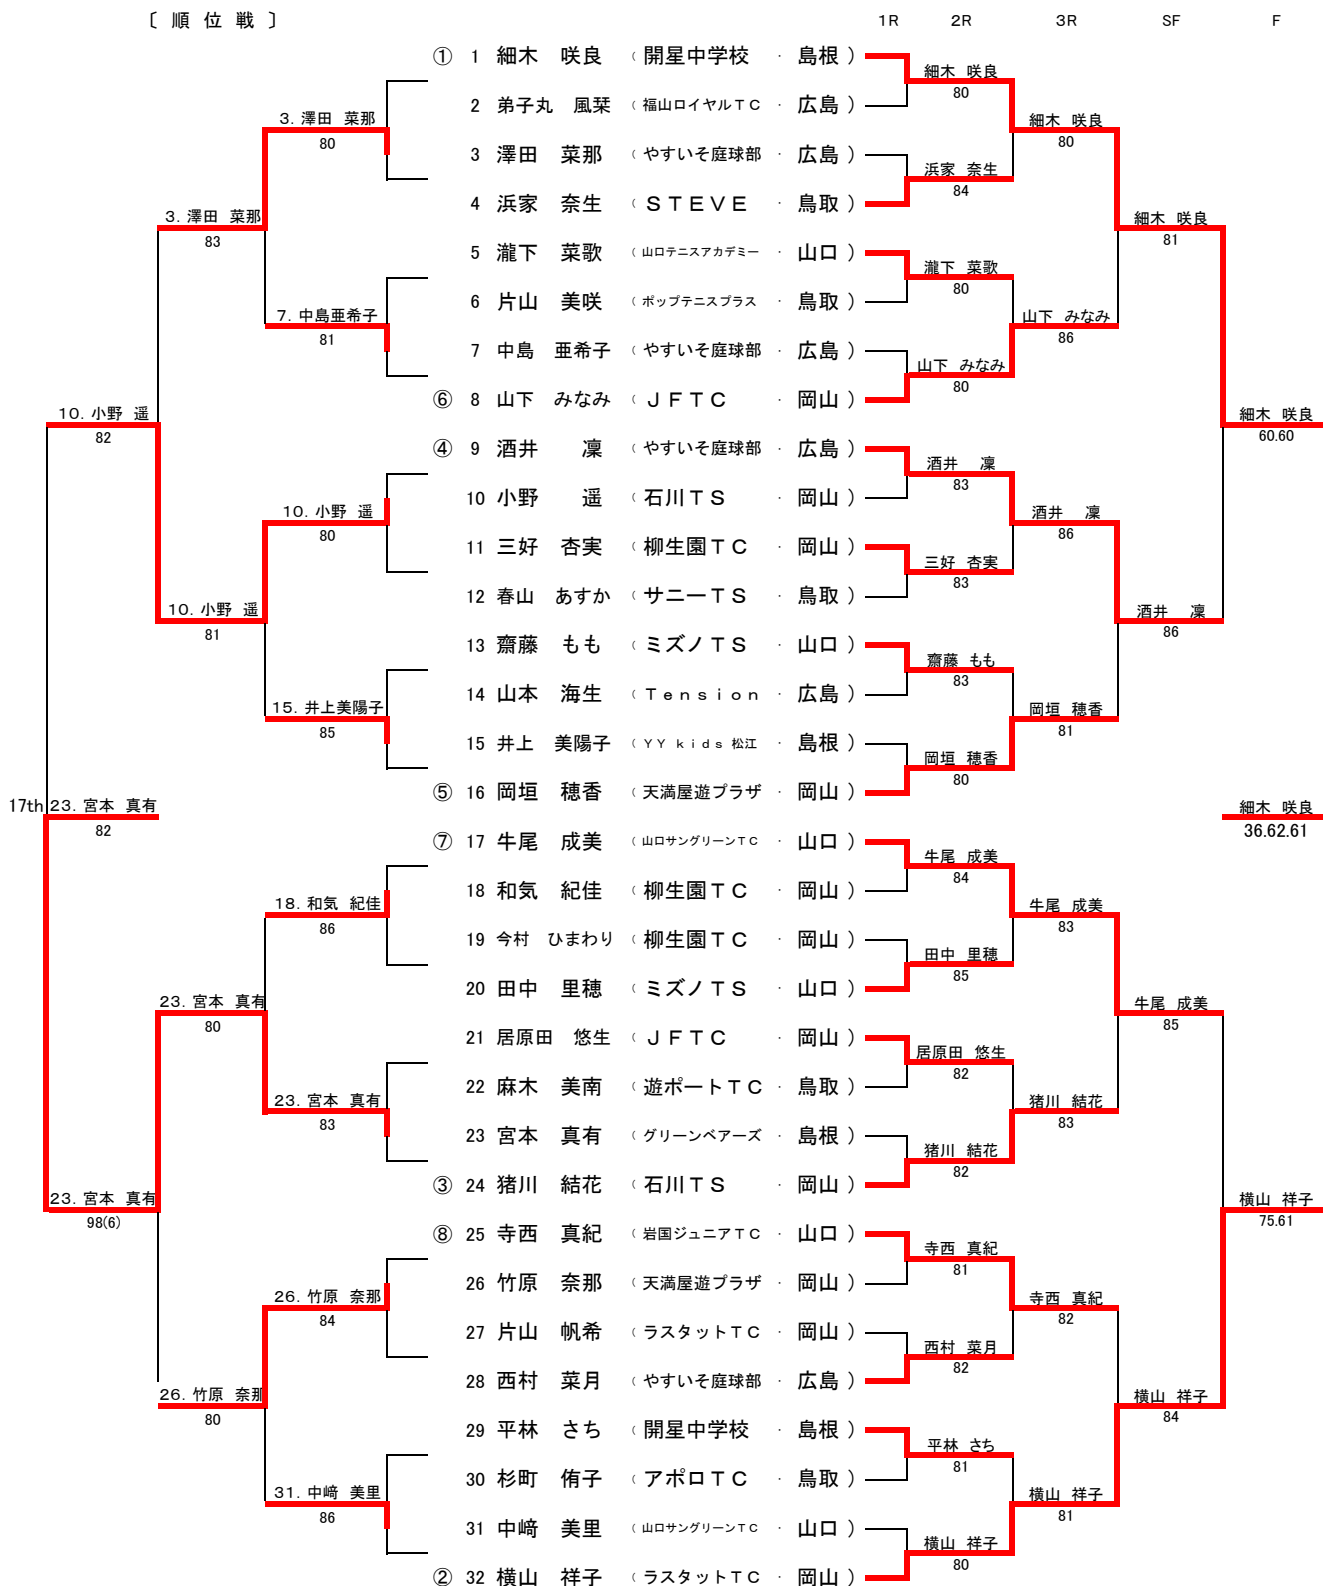 〔 順 位 戦 〕
1R 2R 3R SF F
① 1 細木 咲良 ( 開星中学校 ・ 島根 )
細木 咲良
80
2 弟子丸 風栞 ( 福山ロイヤルTC ・ 広島 )
3. 澤田 菜那
80
細木 咲良
80
3 澤田 菜那 ( やすいそ庭球部 ・ 広島 )
浜家 奈生
84
4 浜家 奈生 ( STEVE ・ 鳥取 )
3. 澤田 菜那
83
細木 咲良
81
5 瀧下 菜歌 ( 山口テニスアカデミー ・ 山口 )
瀧下 菜歌
80
6 片山 美咲 ( ポップテニスプラス ・ 鳥取 )
7. 中島亜希子
81
山下 みなみ
86
7 中島 亜希子 ( やすいそ庭球部 ・ 広島 )
山下 みなみ
80
⑥ 8 山下 みなみ ( JFTC ・ 岡山 )
10. 小野 遥
82
細木 咲良
60.60
④ 9 酒井 凜 ( やすいそ庭球部 ・ 広島 )
酒井 凜
83
10 小野 遥 ( 石川TS ・ 岡山 )
10. 小野 遥
80
酒井 凜
86
11 三好 杏実 ( 柳生園TC ・ 岡山 )
三好 杏実
83
12 春山 あすか ( サニーTS ・ 鳥取 )
10. 小野 遥
81
酒井 凜
86
13 齋藤 もも ( ミズノTS ・ 山口 )
齋藤 もも
83
14 山本 海生 ( Tension ・ 広島 )
15. 井上美陽子
85
岡垣 穂香
81
15 井上 美陽子 ( YY kids 松江 ・ 島根 )
岡垣 穂香
80
⑤ 16 岡垣 穂香 ( 天満屋遊プラザ ・ 岡山 )
17th 23. 宮本 真有
82
細木 咲良
36.62.61
⑦ 17 牛尾 成美 ( 山口サングリーンTC ・ 山口 )
牛尾 成美
84
18 和気 紀佳 ( 柳生園TC ・ 岡山 )
18. 和気 紀佳
86
牛尾 成美
83
19 今村 ひまわり ( 柳生園TC ・ 岡山 )
田中 里穂
85
20 田中 里穂 ( ミズノTS ・ 山口 )
23. 宮本 真有
80
牛尾 成美
85
21 居原田 悠生 ( JFTC ・ 岡山 )
居原田 悠生
82
22 麻木 美南 ( 遊ポートTC ・ 鳥取 )
23. 宮本 真有
83
猪川 結花
83
23 宮本 真有 ( グリーンベアーズ ・ 島根 )
猪川 結花
82
③ 24 猪川 結花 ( 石川TS ・ 岡山 )
23. 宮本 真有
98(6)
横山 祥子
75.61
⑧ 25 寺西 真紀 ( 岩国ジュニアTC ・ 山口 )
寺西 真紀
81
26 竹原 奈那 ( 天満屋遊プラザ ・ 岡山 )
26. 竹原 奈那
84
寺西 真紀
82
27 片山 帆希 ( ラスタットTC ・ 岡山 )
西村 菜月
82
28 西村 菜月 ( やすいそ庭球部 ・ 広島 )
26. 竹原 奈那
80
横山 祥子
84
29 平林 さち ( 開星中学校 ・ 島根 )
平林 さち
81
30 杉町 侑子 ( アポロTC ・ 鳥取 )
31. 中﨑 美里
86
横山 祥子
81
31 中﨑 美里 ( 山口サングリーンTC ・ 山口 )
横山 祥子
80
② 32 横山 祥子 ( ラスタットTC ・ 岡山 )